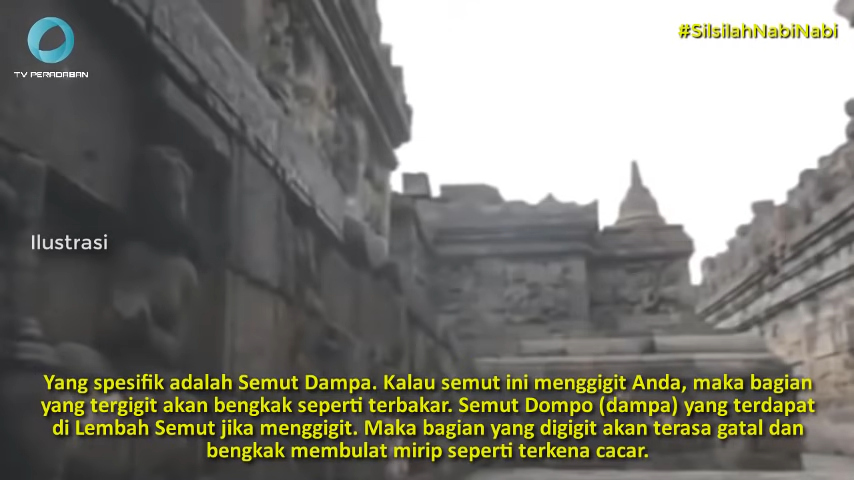 TV PERADABAN
#SilsilahNabiNabi
Ilustrasi
Yang spesifik adalah Semut Dampa. Kalau semut ini menggigit Anda, maka bagian
yang tergigit akan bengkak seperti terbakar. Semut Dompo (dampa) yang terdapat
di Lembah Semut jika menggigit. Maka bagian yang digigit akan terasa gatal dan
bengkak membulat mirip seperti terkena cacar.